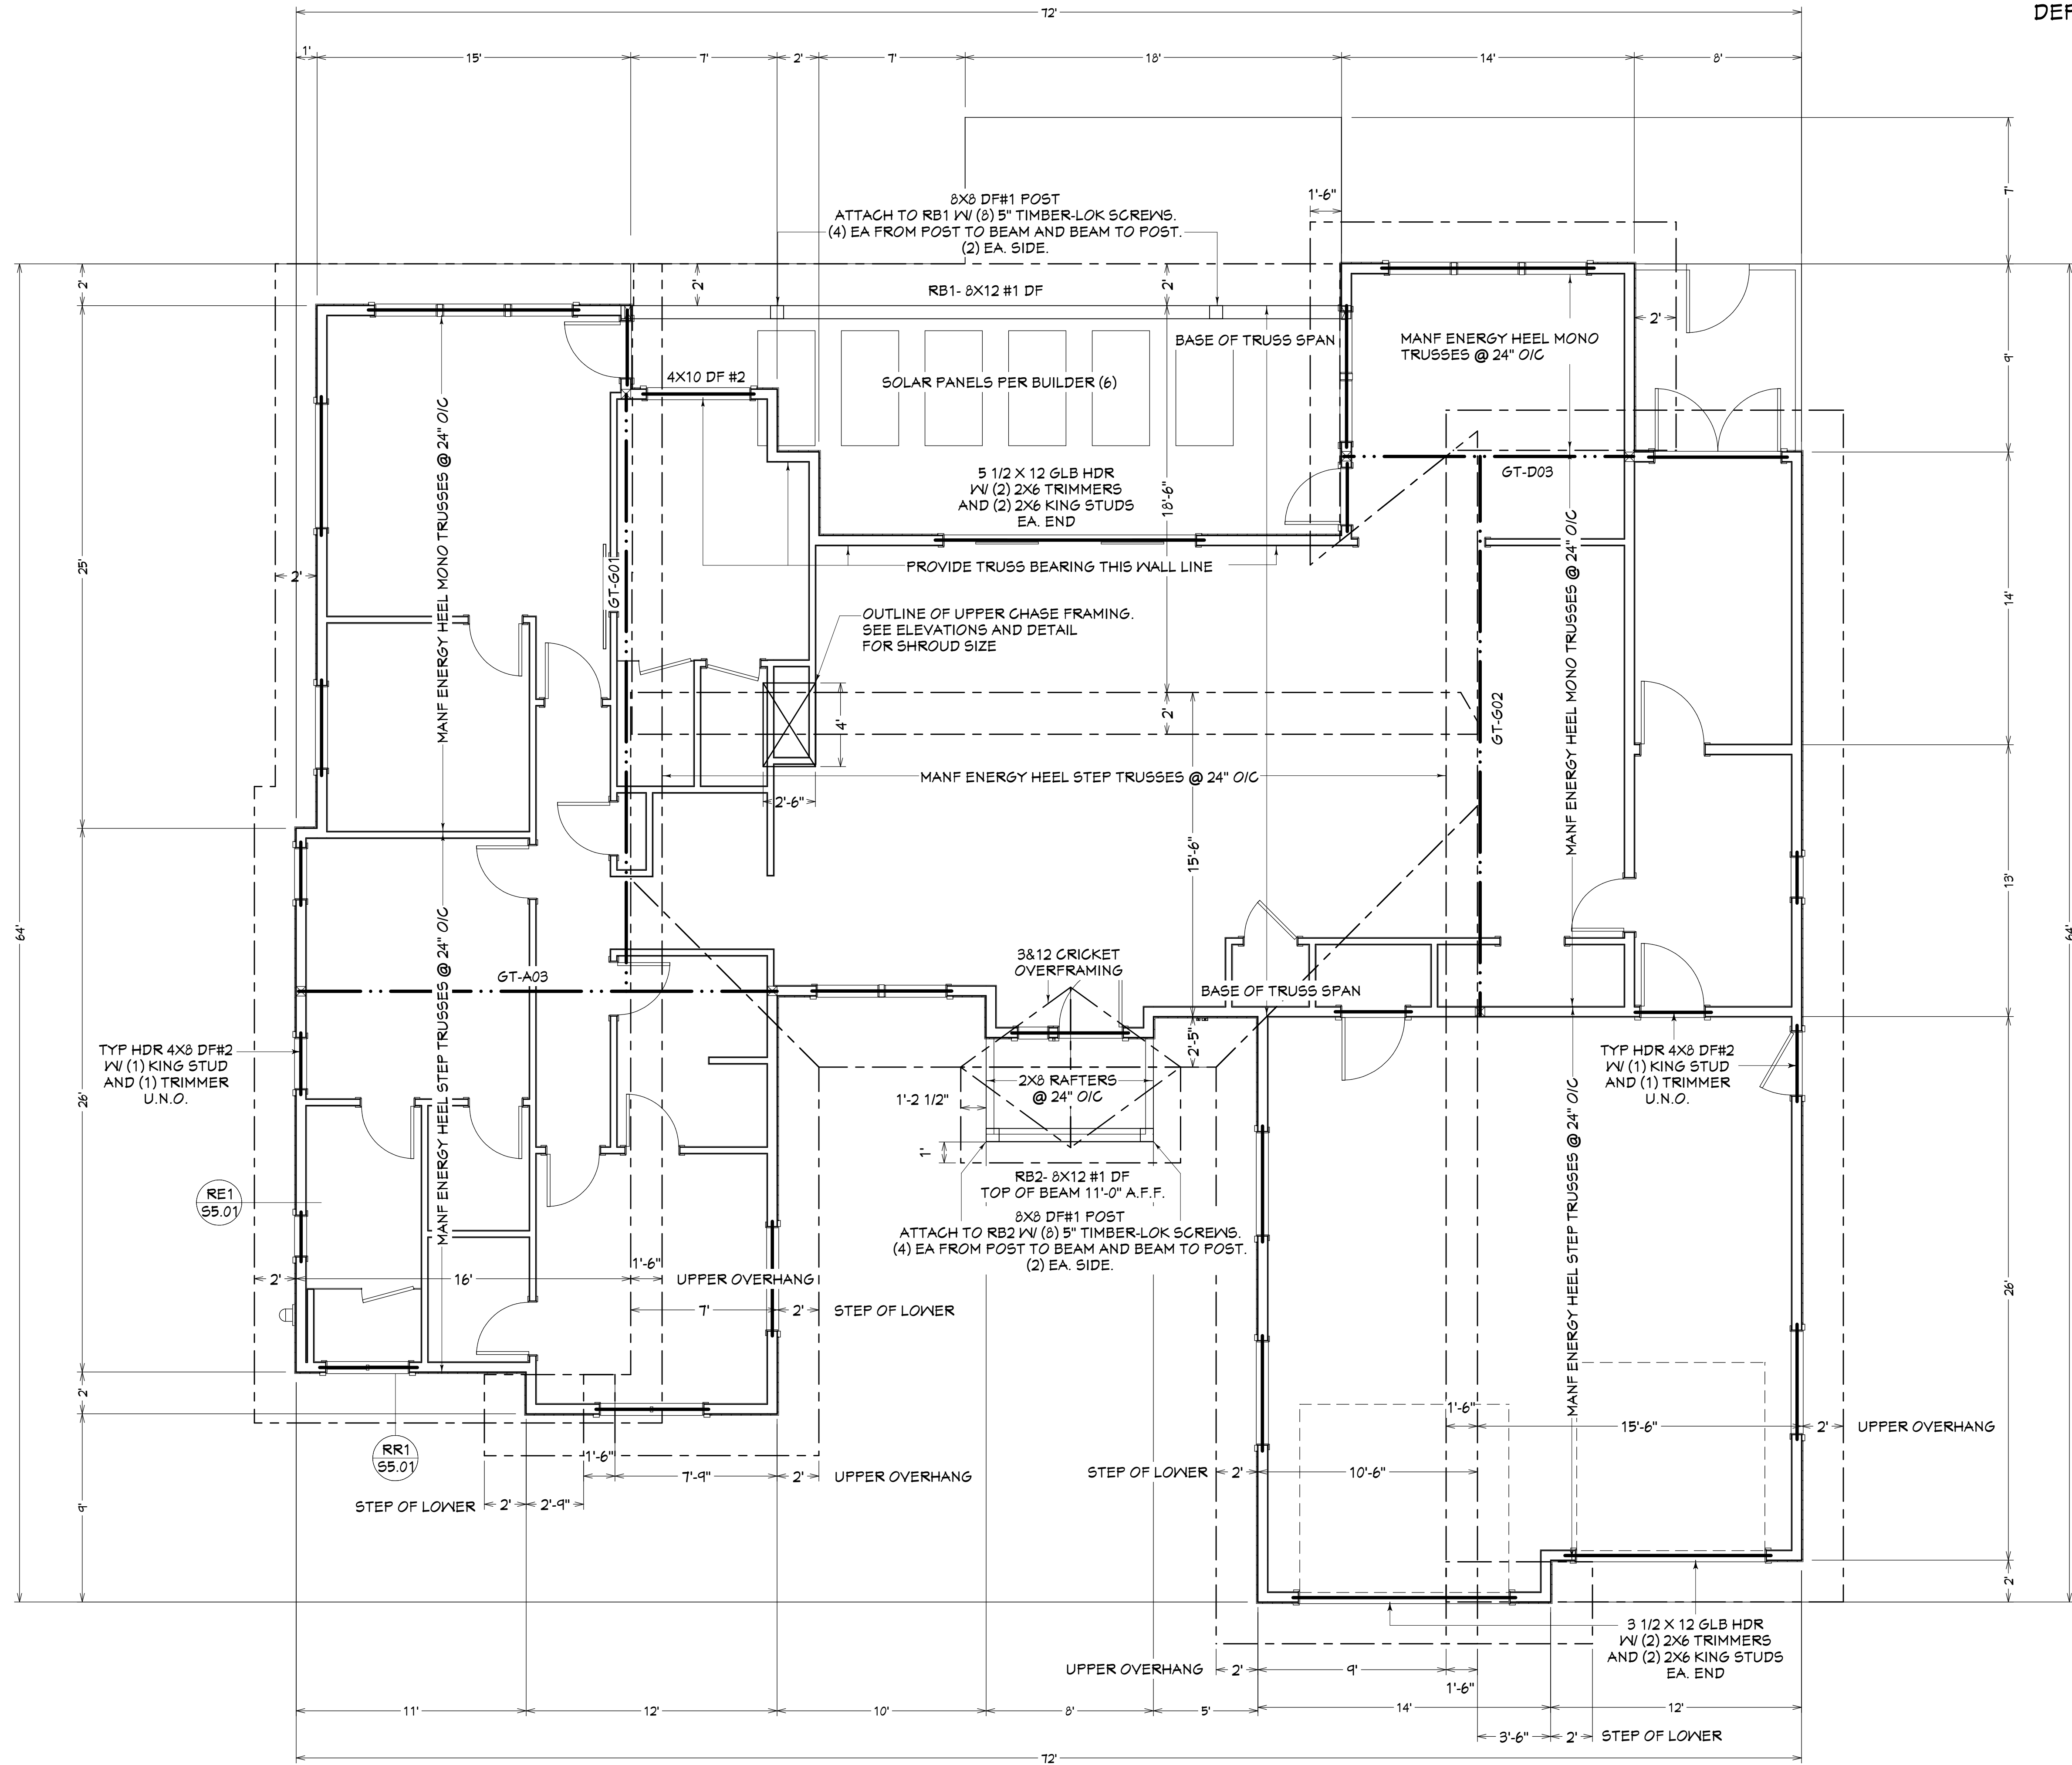 DEF
72'
1'
15'
7'
2'
7'
18'
14'
8'
8X8 DF#1 POST
ATTACH TO RB1 W/ (8) 5" TIMBER-LOK SCREWS.
(4) EA FROM POST TO BEAM AND BEAM TO POST.
(2) EA. SIDE.
1'-6"
7'
2'
2'
2'
RB1- 8X12 #1 DF
2'
BASE OF TRUSS SPAN
MANF ENERGY HEEL MONO
TRUSSES @ 24" O/C
9'
4X10 DF #2
SOLAR PANELS PER BUILDER (6)
MANF ENERGY HEEL MONO TRUSSES @ 24" O/C
5 1/2 X 12 GLB HDR
W/ (2) 2X6 TRIMMERS
AND (2) 2X6 KING STUDS
EA. END
18'-6"
GT-D03
25'
2'
GT-G01
PROVIDE TRUSS BEARING THIS WALL LINE
MANF ENERGY HEEL MONO TRUSSES @ 24" O/C
14'
OUTLINE OF UPPER CHASE FRAMING.
SEE ELEVATIONS AND DETAIL
FOR SHROUD SIZE
4'
2'
GT-G02
MANF ENERGY HEEL STEP TRUSSES @ 24" O/C
2'-6"
15'-6"
13'
64'
64'
GT-A03
3&12 CRICKET
OVERFRAMING
BASE OF TRUSS SPAN
MANF ENERGY HEEL STEP TRUSSES @ 24" O/C
TYP HDR 4X8 DF#2
W/ (1) KING STUD
AND (1) TRIMMER
U.N.O.
2'-5"
2X8 RAFTERS
@ 24" O/C
1'-2 1/2"
TYP HDR 4X8 DF#2
W/ (1) KING STUD
AND (1) TRIMMER
U.N.O.
26'
1'
RB2- 8X12 #1 DF
TOP OF BEAM 11'-0" A.F.F.
RE1
S5.01
8X8 DF#1 POST
ATTACH TO RB2 W/ (8) 5" TIMBER-LOK SCREWS.
(4) EA FROM POST TO BEAM AND BEAM TO POST.
(2) EA. SIDE.
MANF ENERGY HEEL STEP TRUSSES @ 24" O/C
26'
2'
16'
1'-6"
UPPER OVERHANG
7'
2'
STEP OF LOWER
2'
1'-6"
15'-6"
2'
UPPER OVERHANG
RR1
S5.01
1'-6"
7'-9"
2'
UPPER OVERHANG
STEP OF LOWER
2'
10'-6"
STEP OF LOWER
2'
2'-9"
9'
2'
3 1/2 X 12 GLB HDR
W/ (2) 2X6 TRIMMERS
AND (2) 2X6 KING STUDS
EA. END
UPPER OVERHANG
2'
9'
1'-6"
11'
12'
10'
8'
5'
14'
12'
3'-6"
2'
STEP OF LOWER
72'